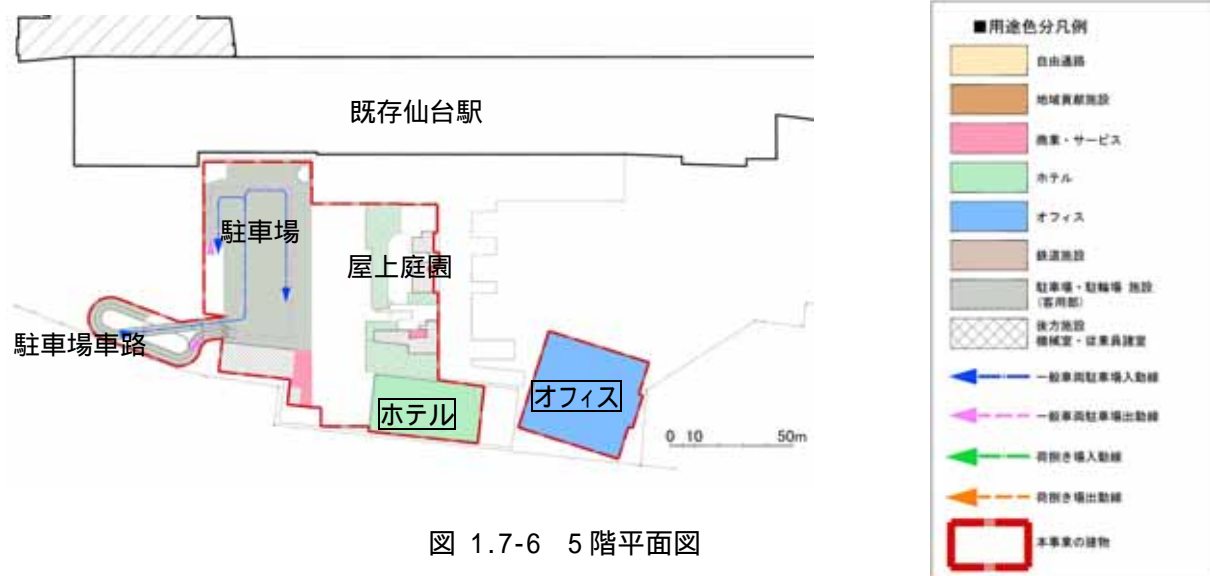 既存仙台駅
駐車場
屋上庭園
駐車場車路
ホテル
オフィス
0 10 50m
図 1.7-6 5階平面図
■用途色分凡例
自由通路
地域貢献施設
商業・サービス
ホテル
オフィス
鉄道施設
駐車場・駐輪場 施設
(客用部)
後方施設
機械室・従業員諸室
一般車両駐車場入動線
一般車両駐車場出動線
荷捌き場入動線
荷捌き場出動線
本事業の建物